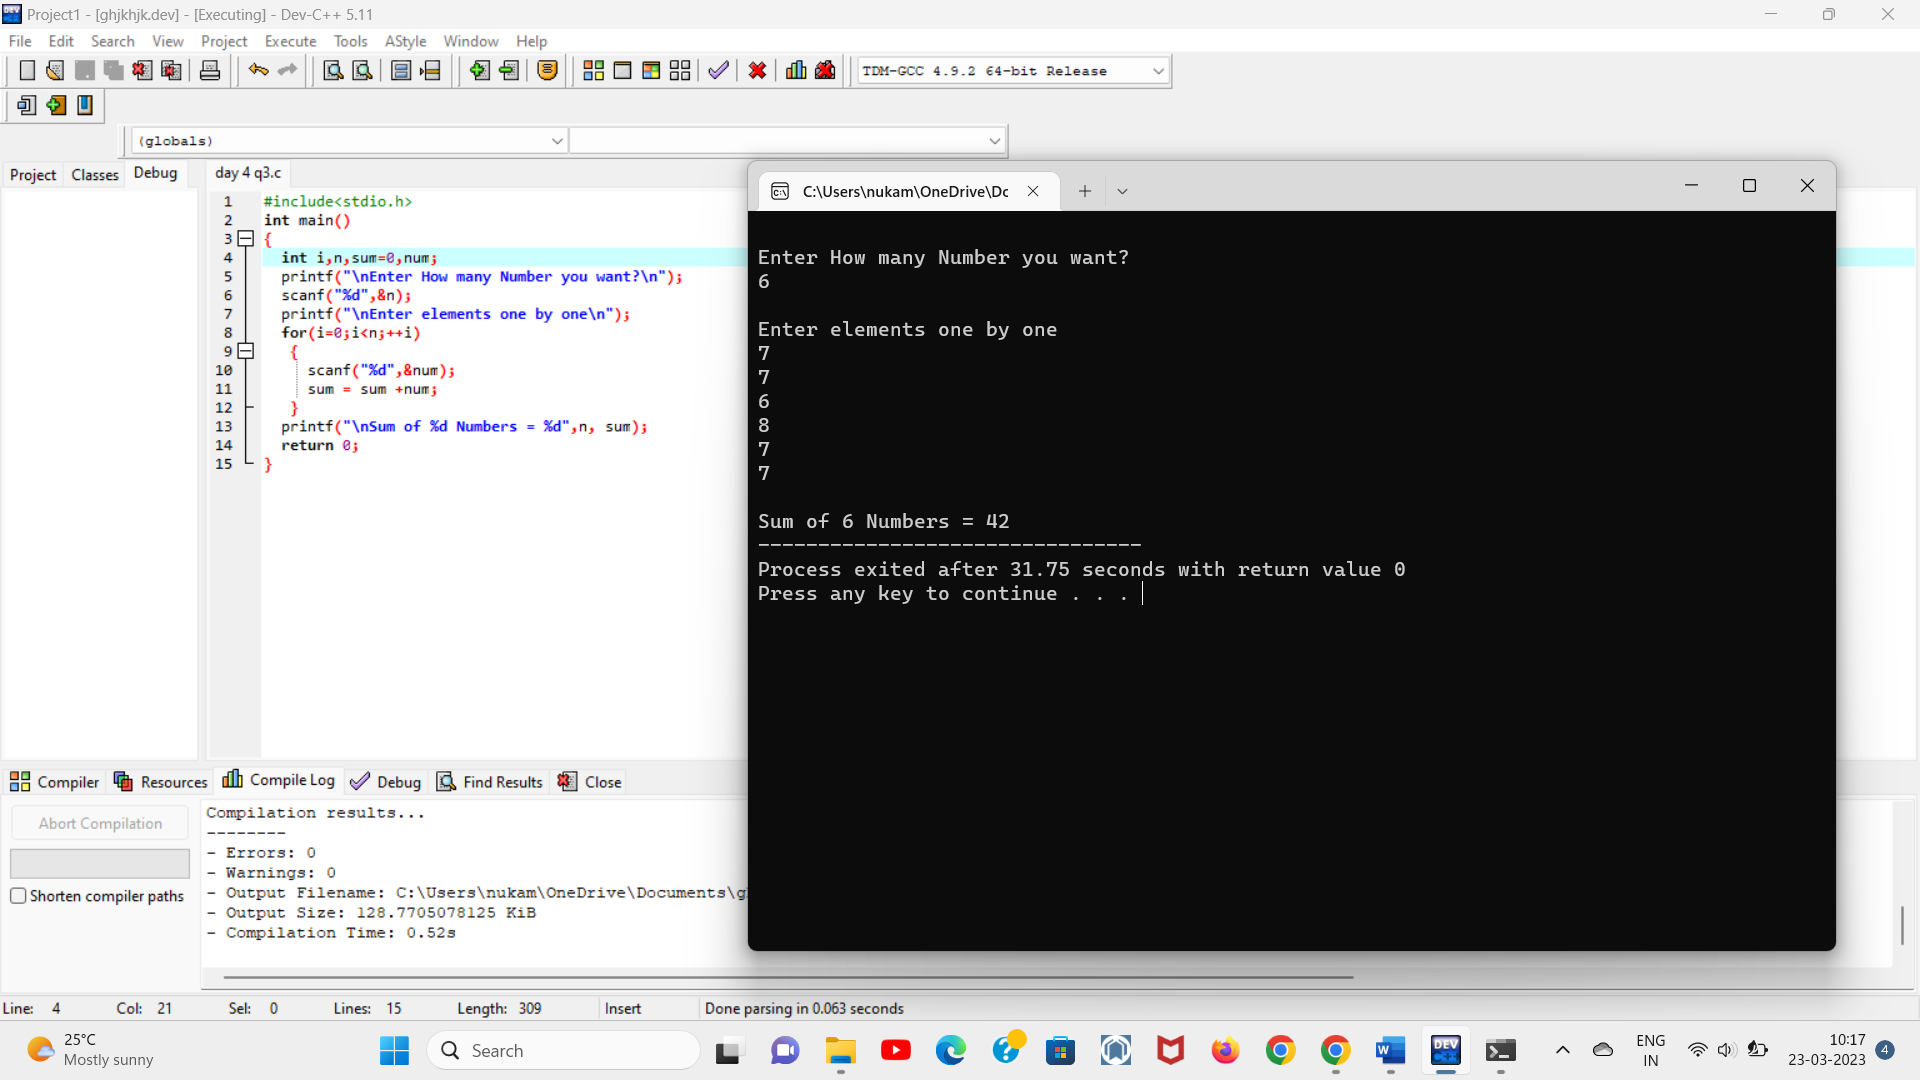 Project1 - [ghjkhjk.dev] - [Executing] - Dev-C++ 5.11
File Edit Search View Project Execute Tools AStyle Window Help
TDM-GCC 4.9.2 64-bit Release
(globals)
Project Classes Debug
day 4 q3.c
1 #include<stdio.h>
2 int main()
3 {
4 int i,n,sum=0,num;
5 printf("\nEnter How many Number you want?\n");
6 scanf("%d",&n);
7 printf("\nEnter elements one by one\n");
8 for(i=0;i<n;++i)
9 {
10 scanf("%d",&num);
11 sum = sum +num;
12 }
13 printf("\nSum of %d Numbers = %d",n, sum);
14 return 0;
15 }
C:\Users\nukam\OneDrive\Dc
Enter How many Number you want?
6
Enter elements one by one
7
7
6
8
7
7
Sum of 6 Numbers = 42
--------------------------------
Process exited after 31.75 seconds with return value 0
Press any key to continue . . .
Compiler Resources Compile Log Debug Find Results Close
Abort Compilation
Shorten compiler paths
Compilation results...
--------
- Errors: 0
- Warnings: 0
- Output Filename: C:\Users\nukam\OneDrive\Documents\g
- Output Size: 128.7705078125 KiB
- Compilation Time: 0.52s
Line: 4 Col: 21 Sel: 0 Lines: 15 Length: 309 Insert Done parsing in 0.063 seconds
25°C
Mostly sunny
Search
DEV
C++
ENG
IN
10:17
23-03-2023
4